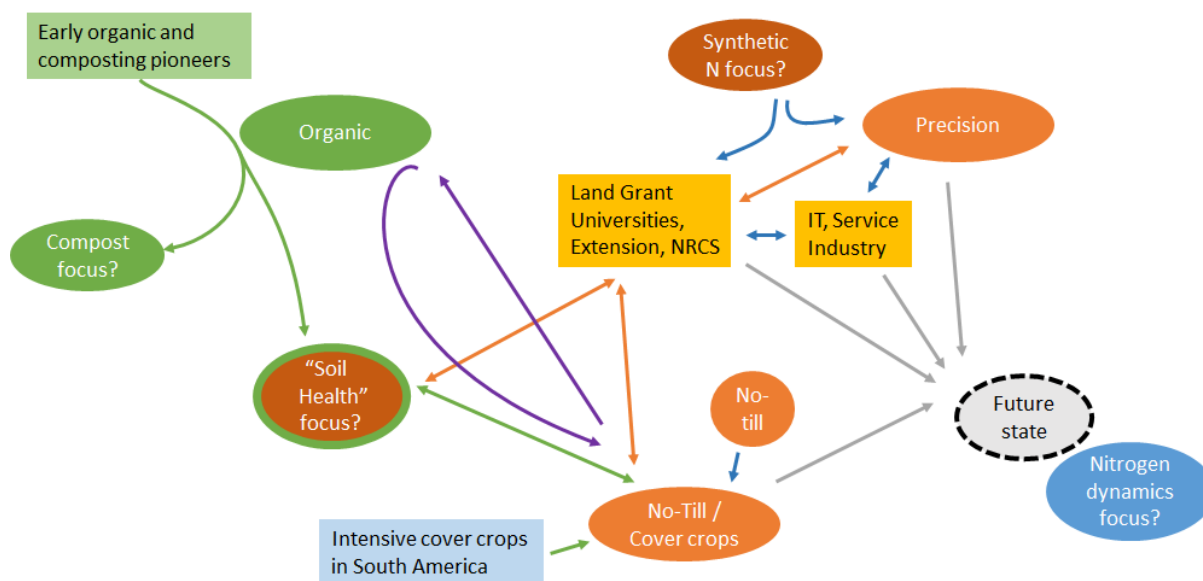 Early organic and
composting pioneers
Synthetic
N focus?
Organic
Precision
Land Grant
Universities,
Extension, NRCS
IT, Service
Industry
Compost
focus?
“Soil
Health”
focus?
No-
till
Future
state
Nitrogen
dynamics
focus?
No-Till /
Cover crops
Intensive cover crops
in South America